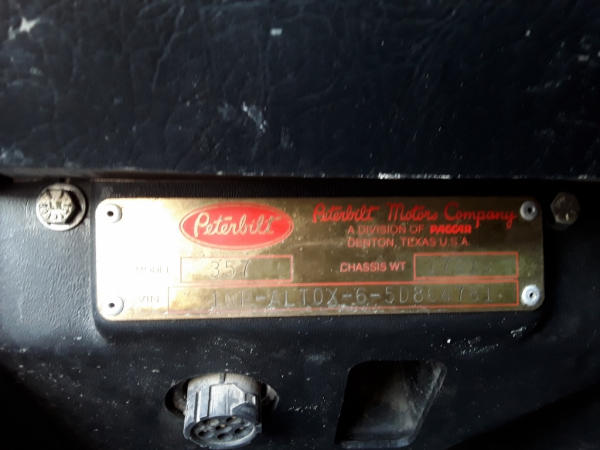 Peterbilt
Peterbilt Motors Company
A DIVISION OF PACCAR
DENTON, TEXAS U.S.A.
MODEL 357 CHASSIS WT
VIN